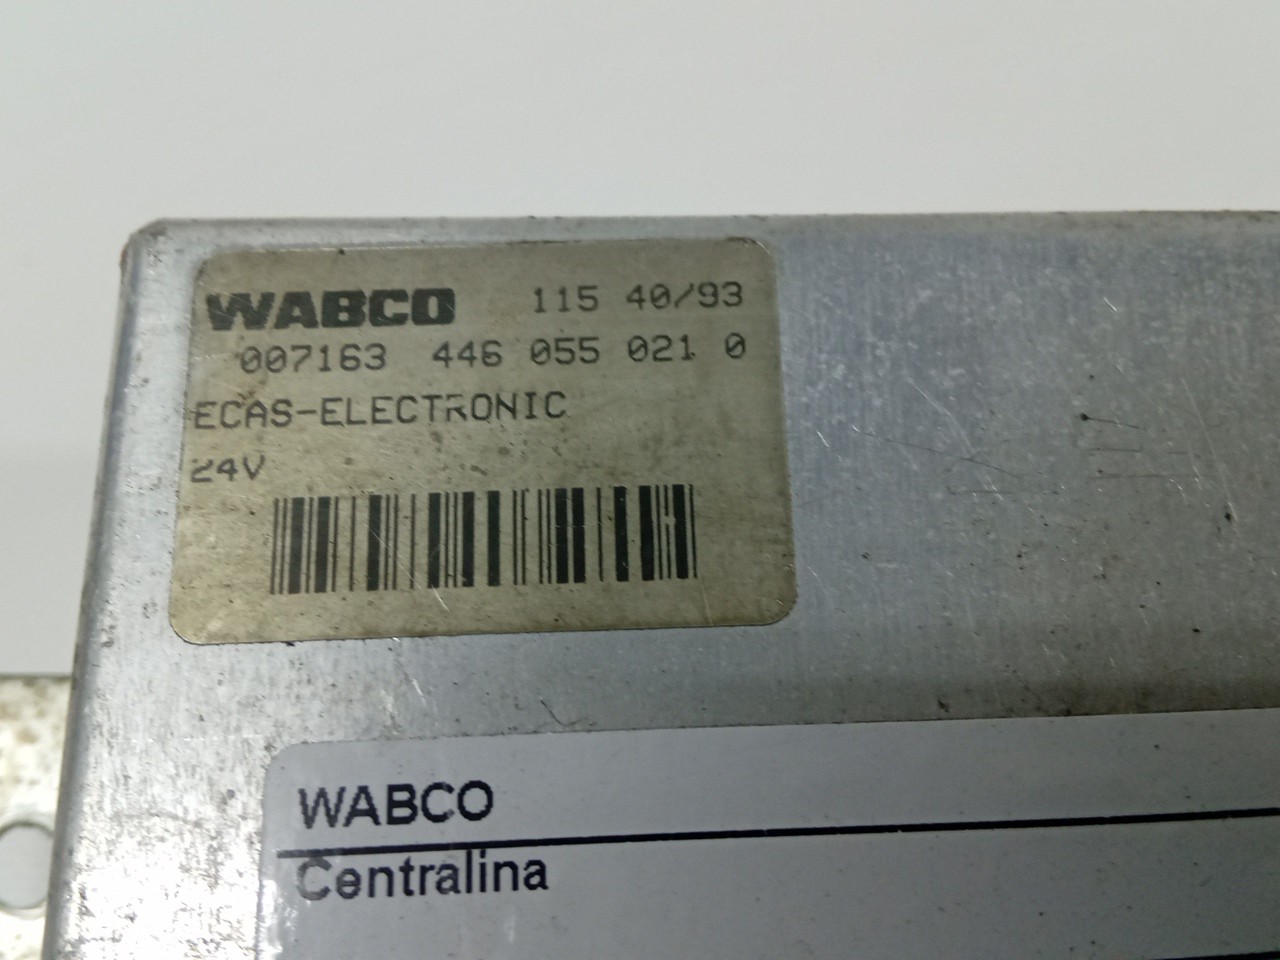 WABCO 115 40/93
007163 446 055 021 0
ECAS-ELECTRONIC
24V
WABCO
Centralina